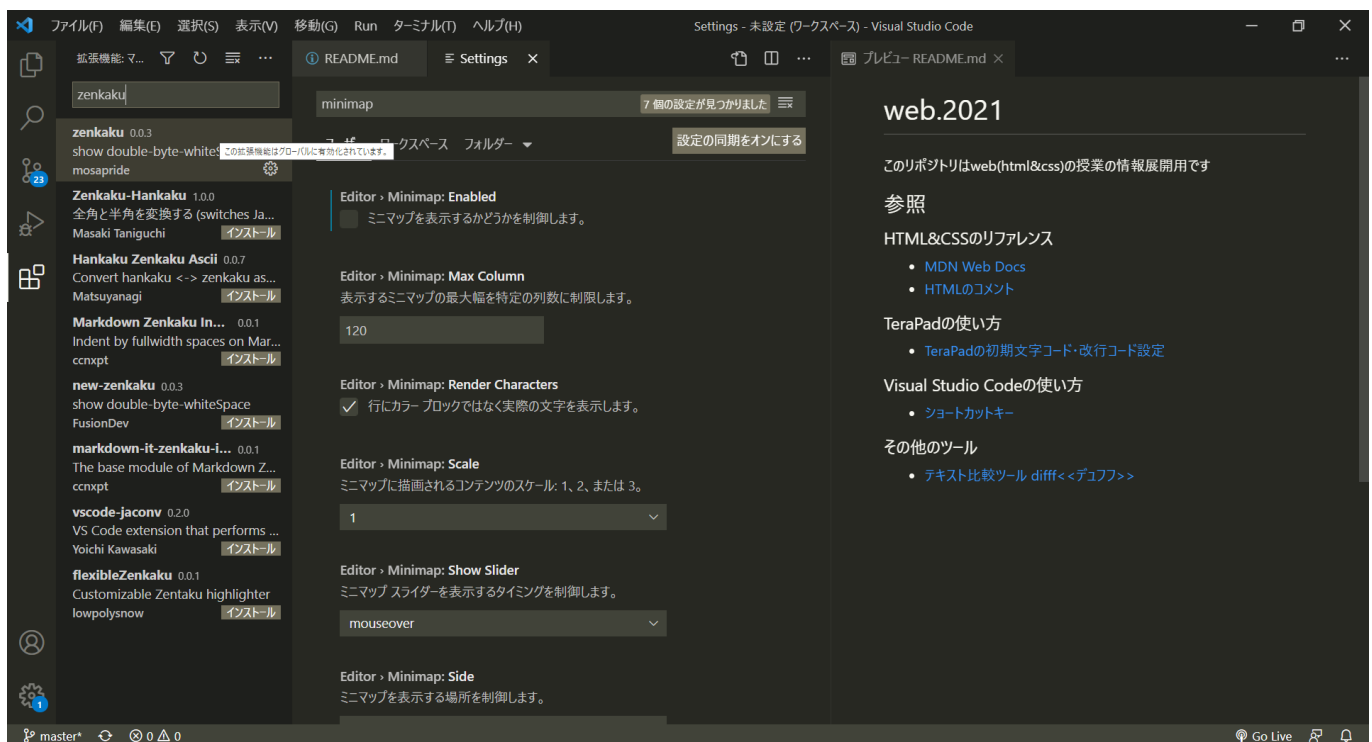 ファイル(F) 編集(E) 選択(S) 表示(V) 移動(G) Run ターミナル(T) ヘルプ(H) Settings - 未設定 (ワークスペース) - Visual Studio Code
拡張機能: マ...
zenkaku
zenkaku 0.0.3
show double-byte-whiteS
この拡張機能はグローバルに有効化されています。
mosapride
Zenkaku-Hankaku 1.0.0
全角と半角を変換する (switches Ja...
Masaki Taniguchi インストール
Hankaku Zenkaku Ascii 0.0.7
Convert hankaku <-> zenkaku as...
Matsuyanagi インストール
Markdown Zenkaku In... 0.0.1
Indent by fullwidth spaces on Mar...
ccnxpt インストール
new-zenkaku 0.0.3
show double-byte-whiteSpace
FusionDev インストール
markdown-it-zenkaku-i... 0.0.1
The base module of Markdown Z...
ccnxpt インストール
vscode-jaconv 0.2.0
VS Code extension that performs ...
Yoichi Kawasaki インストール
flexibleZenkaku 0.0.1
Customizable Zentaku highlighter
lowpolysnow インストール
23
1
README.md Settings
minimap 7 個の設定が見つかりました
ワークスペース フォルダー 設定の同期をオンにする
Editor › Minimap: Enabled
ミニマップを表示するかどうかを制御します。
Editor › Minimap: Max Column
表示するミニマップの最大幅を特定の列数に制限します。
120
Editor › Minimap: Render Characters
行にカラー ブロックではなく実際の文字を表示します。
Editor › Minimap: Scale
ミニマップに描画されるコンテンツのスケール: 1、2、または 3。
1
Editor › Minimap: Show Slider
ミニマップ スライダーを表示するタイミングを制御します。
mouseover
Editor › Minimap: Side
ミニマップを表示する場所を制御します。
プレビュー README.md
web.2021
このリポジトリはweb(html&css)の授業の情報展開用です
参照
HTML&CSSのリファレンス
MDN Web Docs
HTMLのコメント
TeraPadの使い方
TeraPadの初期文字コード・改行コード設定
Visual Studio Codeの使い方
ショートカットキー
その他のツール
テキスト比較ツール difff<<デュフフ>>
master* 0 0 Go Live